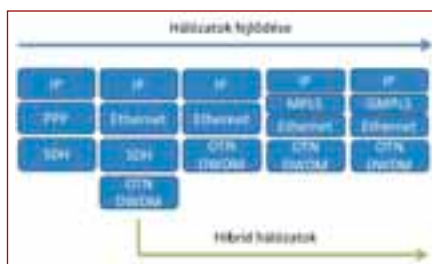 Hálózatok fejlődése
IP IP IP IP IP
PPP Ethernet Ethernet MPLS GMPLS
Ethernet Ethernet
SDH SDH OTN OTN OTN
DWDM DWDM DWDM
OTN
DWDM
Hibrid hálózatok